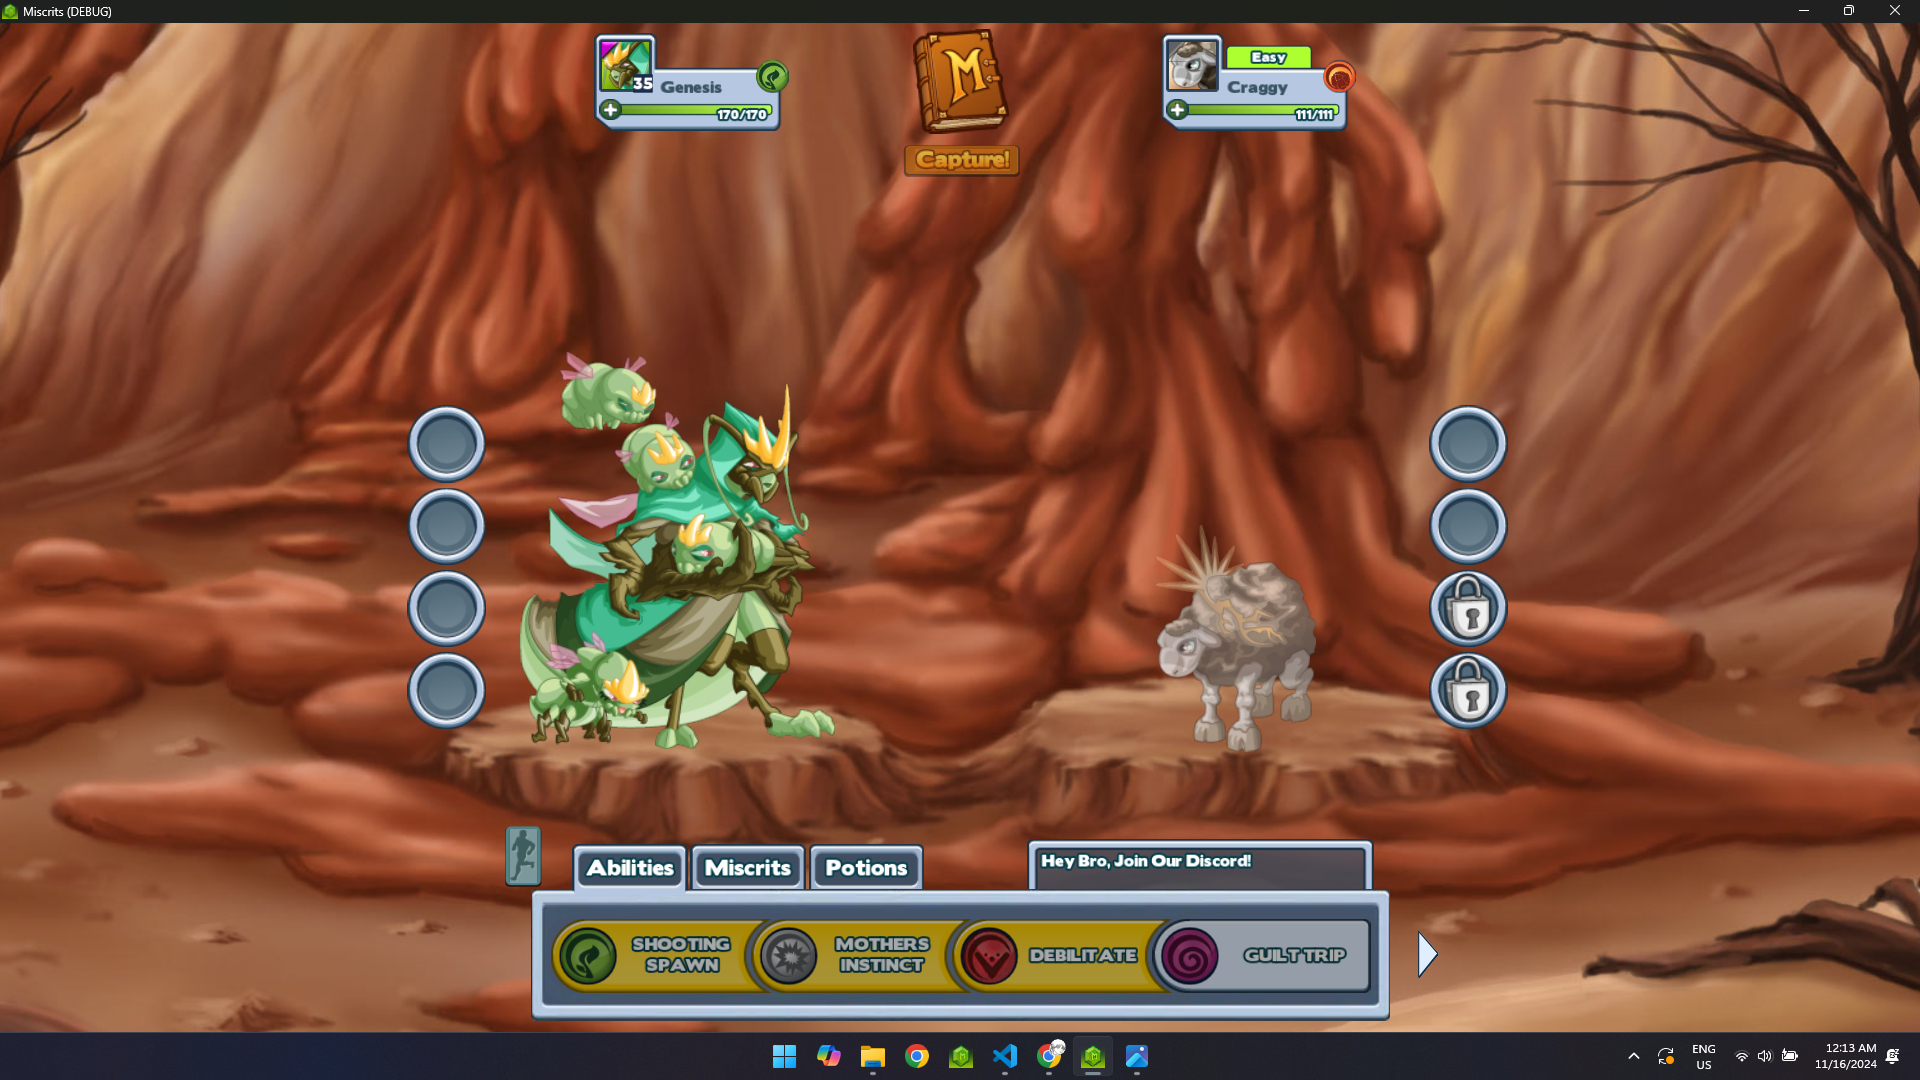 Miscrits (DEBUG)
35
Genesis
170/170
M
Capture!
Easy
Craggy
111/111
Abilities
Miscrits
Potions
Hey Bro, Join Our Discord!
SHOOTING
SPAWN
MOTHERS
INSTINCT
DEBILITATE
GUILT TRIP
ENG
US
12:13 AM
11/16/2024